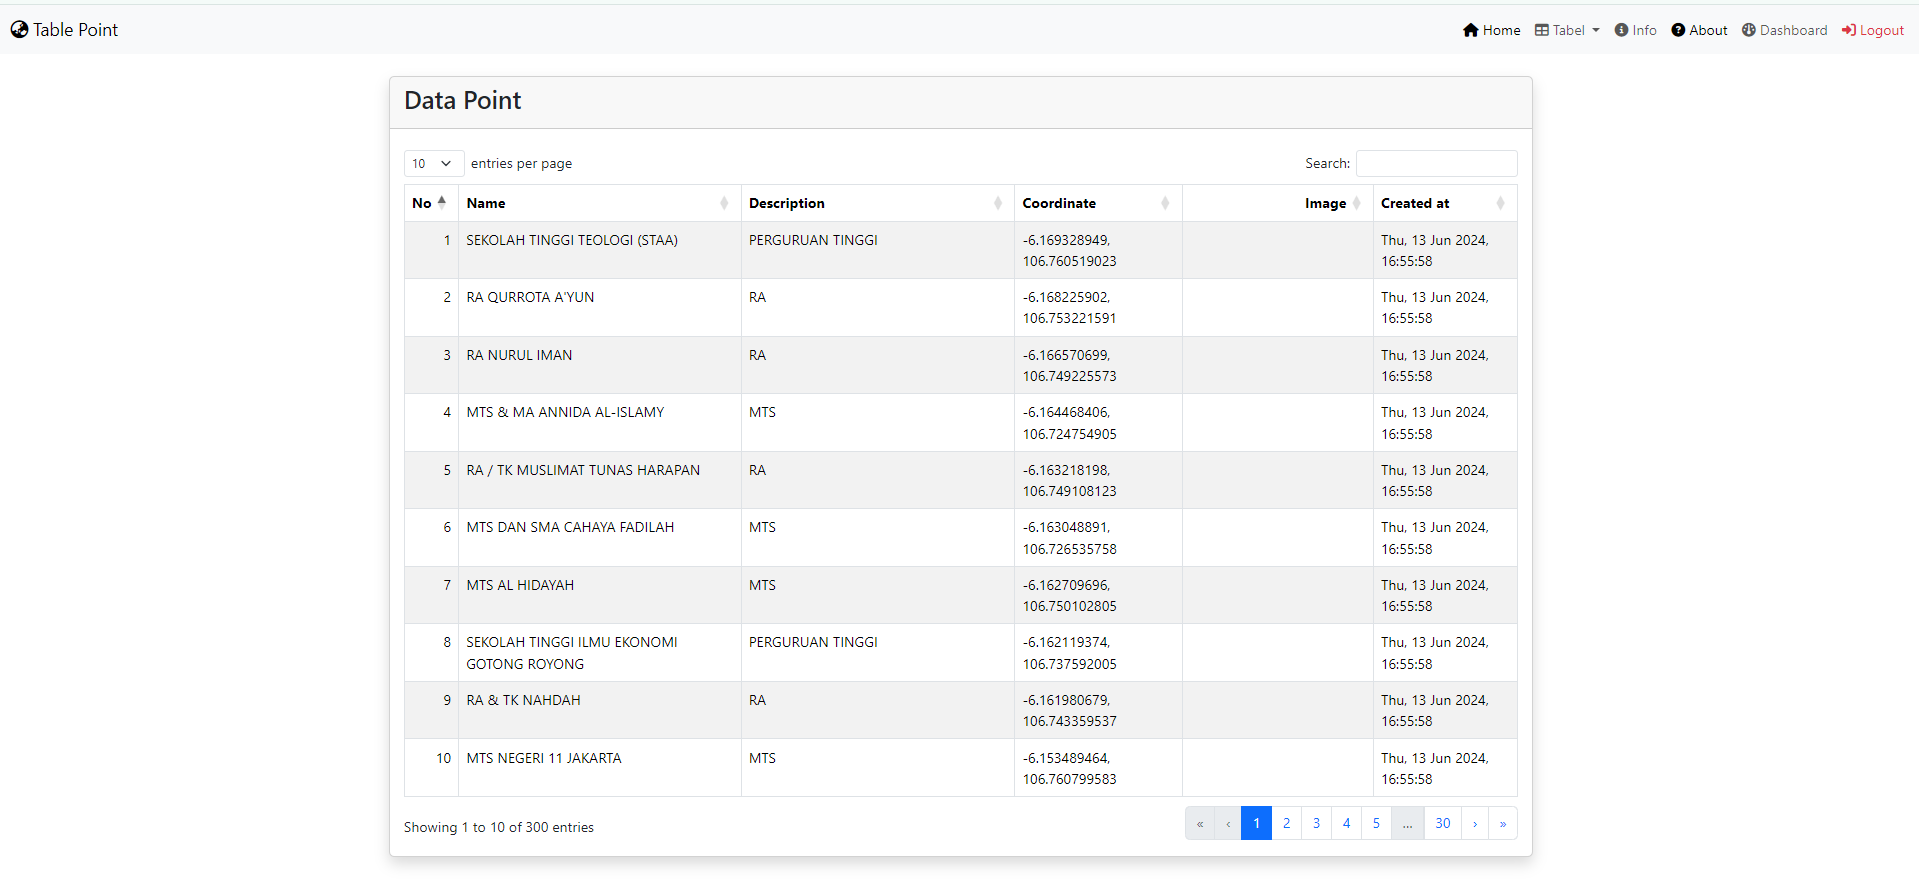 Table Point
Home Tabel Info About Dashboard Logout
Data Point
10 entries per page Search:
No Name Description Coordinate Image Created at
1 SEKOLAH TINGGI TEOLOGI (STAA) PERGURUAN TINGGI -6.169328949, Thu, 13 Jun 2024,
106.760519023 16:55:58
2 RA QURROTA A'YUN RA -6.168225902, Thu, 13 Jun 2024,
106.753221591 16:55:58
3 RA NURUL IMAN RA -6.166570699, Thu, 13 Jun 2024,
106.749225573 16:55:58
4 MTS & MA ANNIDA AL-ISLAMY MTS -6.164468406, Thu, 13 Jun 2024,
106.724754905 16:55:58
5 RA / TK MUSLIMAT TUNAS HARAPAN RA -6.163218198, Thu, 13 Jun 2024,
106.749108123 16:55:58
6 MTS DAN SMA CAHAYA FADILAH MTS -6.163048891, Thu, 13 Jun 2024,
106.726535758 16:55:58
7 MTS AL HIDAYAH MTS -6.162709696, Thu, 13 Jun 2024,
106.750102805 16:55:58
8 SEKOLAH TINGGI ILMU EKONOMI PERGURUAN TINGGI -6.162119374, Thu, 13 Jun 2024,
GOTONG ROYONG 106.737592005 16:55:58
9 RA & TK NAHDAH RA -6.161980679, Thu, 13 Jun 2024,
106.743359537 16:55:58
10 MTS NEGERI 11 JAKARTA MTS -6.153489464, Thu, 13 Jun 2024,
106.760799583 16:55:58
Showing 1 to 10 of 300 entries « ‹ 1 2 3 4 5 ... 30 › »